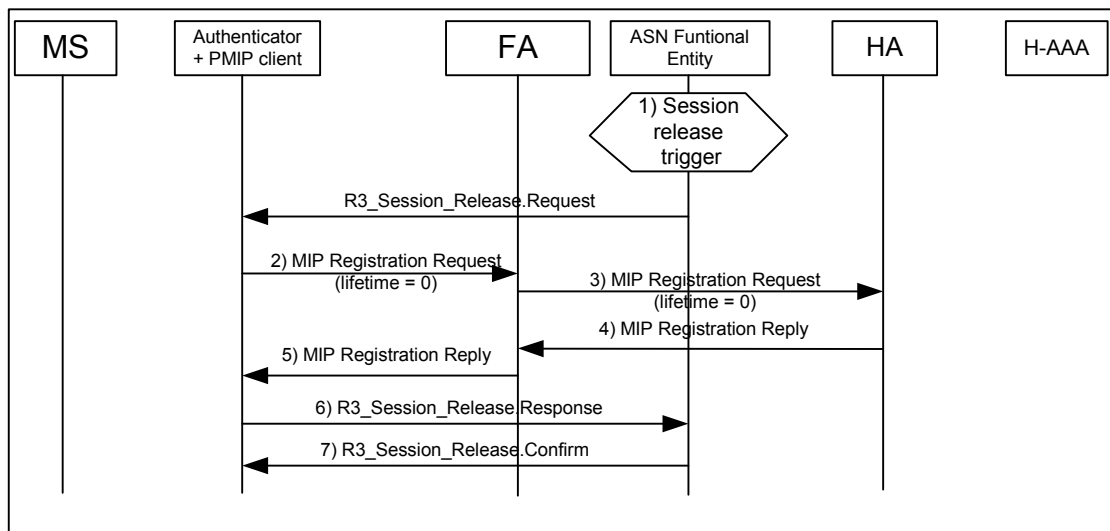 MS
Authenticator
+ PMIP client
FA
ASN Funtional
Entity
HA
H-AAA
1) Session
release
trigger
R3_Session_Release.Request
2) MIP Registration Request
(lifetime = 0)
3) MIP Registration Request
(lifetime = 0)
4) MIP Registration Reply
5) MIP Registration Reply
6) R3_Session_Release.Response
7) R3_Session_Release.Confirm